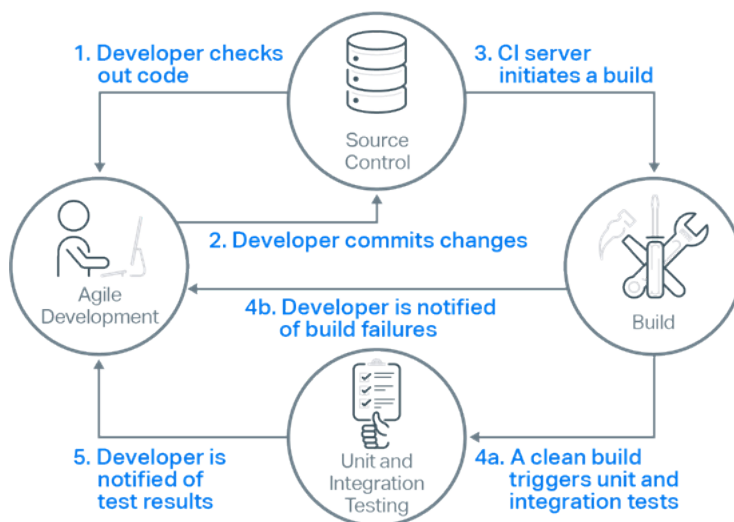 1. Developer checks
out code
3. CI server
initiates a build
Source
Control
2. Developer commits changes
Agile
Development
4b. Developer is notified
of build failures
Build
5. Developer is
notified of
test results
Unit and
Integration
Testing
4a. A clean build
triggers unit and
integration tests